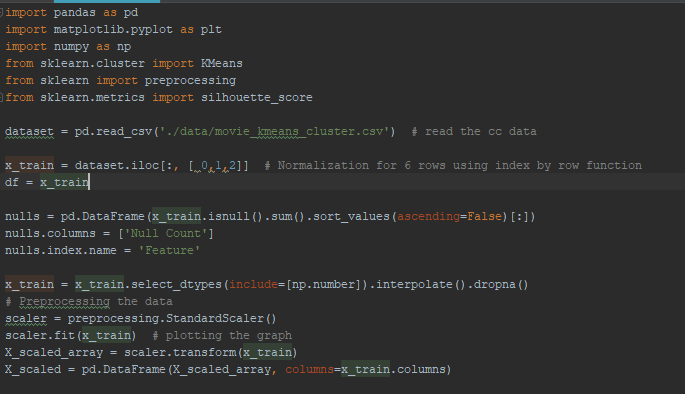 import pandas as pd
import matplotlib.pyplot as plt
import numpy as np
from sklearn.cluster import KMeans
from sklearn import preprocessing
from sklearn.metrics import silhouette_score
dataset = pd.read_csv('./data/movie_kmeans_cluster.csv')  # read the cc data
x_train = dataset.iloc[:, [ 0,1,2]]  # Normalization for 6 rows using index by row function
df = x_train
nulls = pd.DataFrame(x_train.isnull().sum().sort_values(ascending=False)[:])
nulls.columns = ['Null Count']
nulls.index.name = 'Feature'
x_train = x_train.select_dtypes(include=[np.number]).interpolate().dropna()
# Preprocessing the data
scaler = preprocessing.StandardScaler()
scaler.fit(x_train)  # plotting the graph
X_scaled_array = scaler.transform(x_train)
X_scaled = pd.DataFrame(X_scaled_array, columns=x_train.columns)